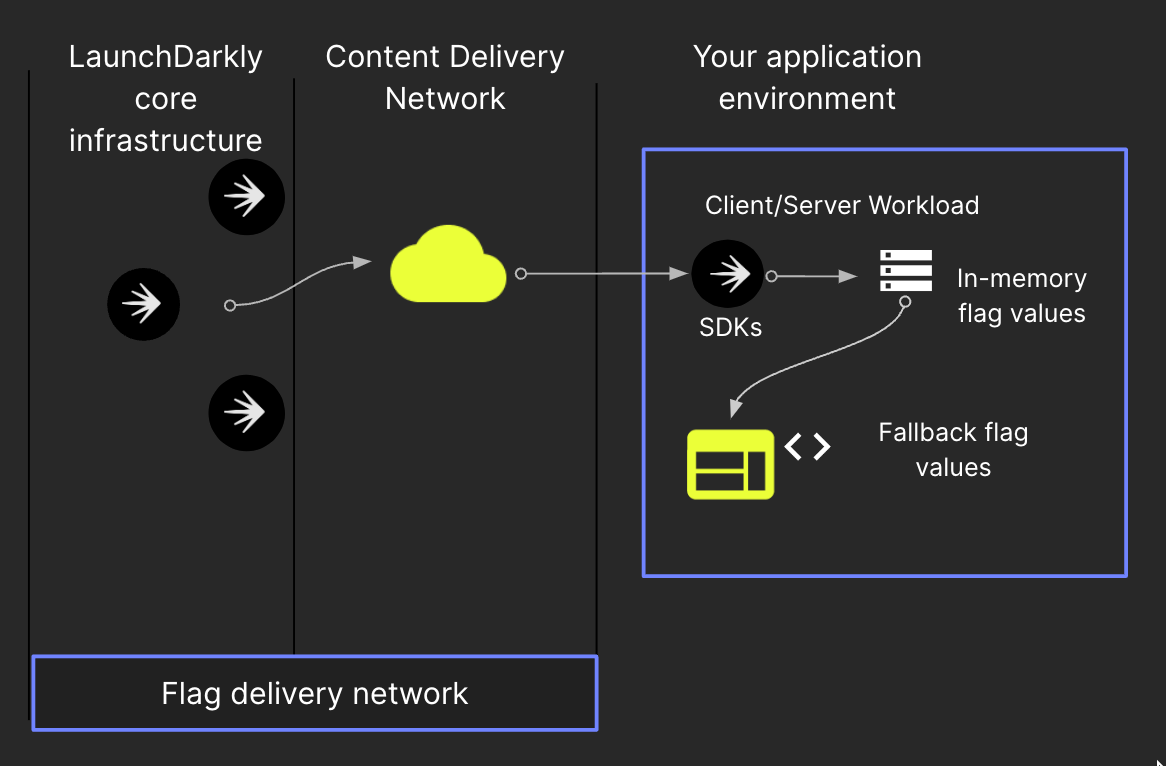 LaunchDarkly
core
infrastructure
Content Delivery
Network
Your application
environment
Client/Server Workload
SDKs
In-memory
flag values
< >
Fallback flag
values
Flag delivery network